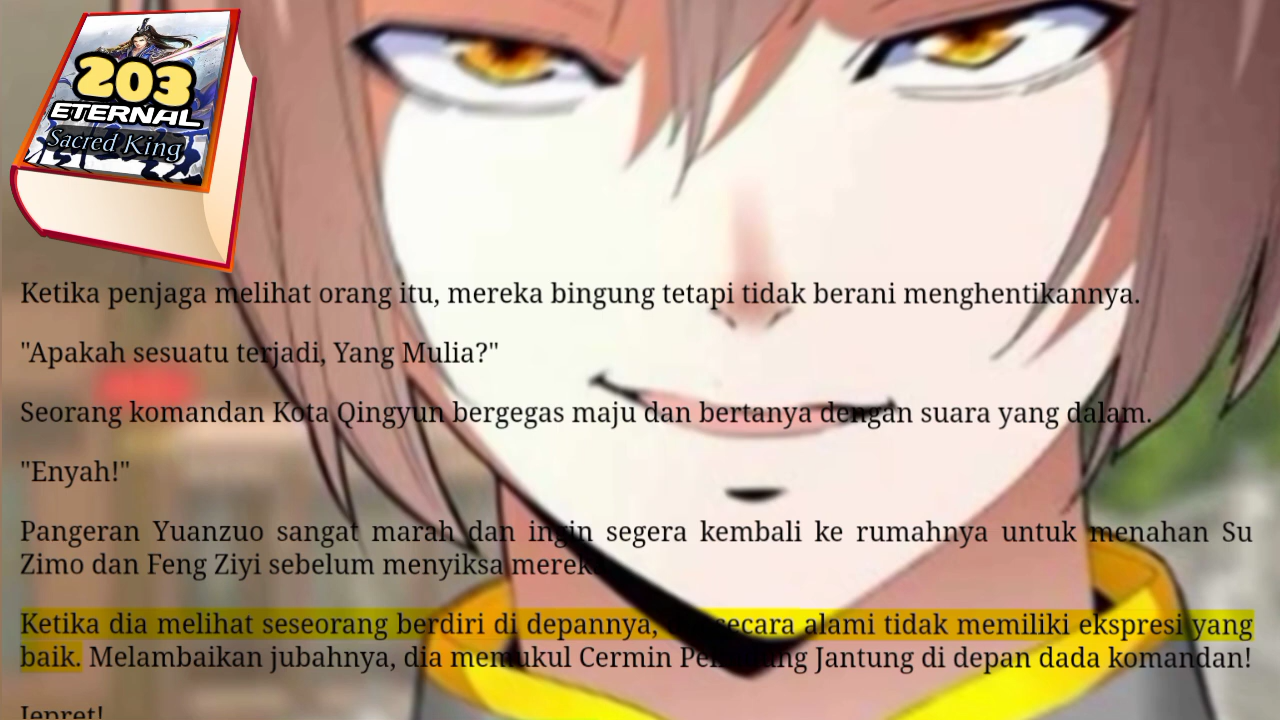 203
ETERNAL
Sacred King
Ketika penjaga melihat orang itu, mereka bingung tetapi tidak berani menghentikannya.
"Apakah sesuatu terjadi, Yang Mulia?"
Seorang komandan Kota Qingyun bergegas maju dan bertanya dengan suara yang dalam.
"Enyah!"
Pangeran Yuanzuo sangat marah dan ingin segera kembali ke rumahnya untuk menahan Su
Zimo dan Feng Ziyi sebelum menyiksa
Ketika dia melihat seseorang berdiri di depannya, secara alami tidak memiliki ekspresi yang
baik. Melambaikan jubahnya, dia memukul Cermin Jantung di depan dada komandan!
Jepret!